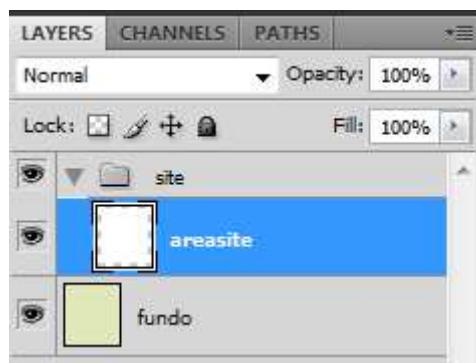 LAYERS CHANNELS PATHS
Normal Opacity: 100%
Lock: Fill: 100%
site
areasite
fundo